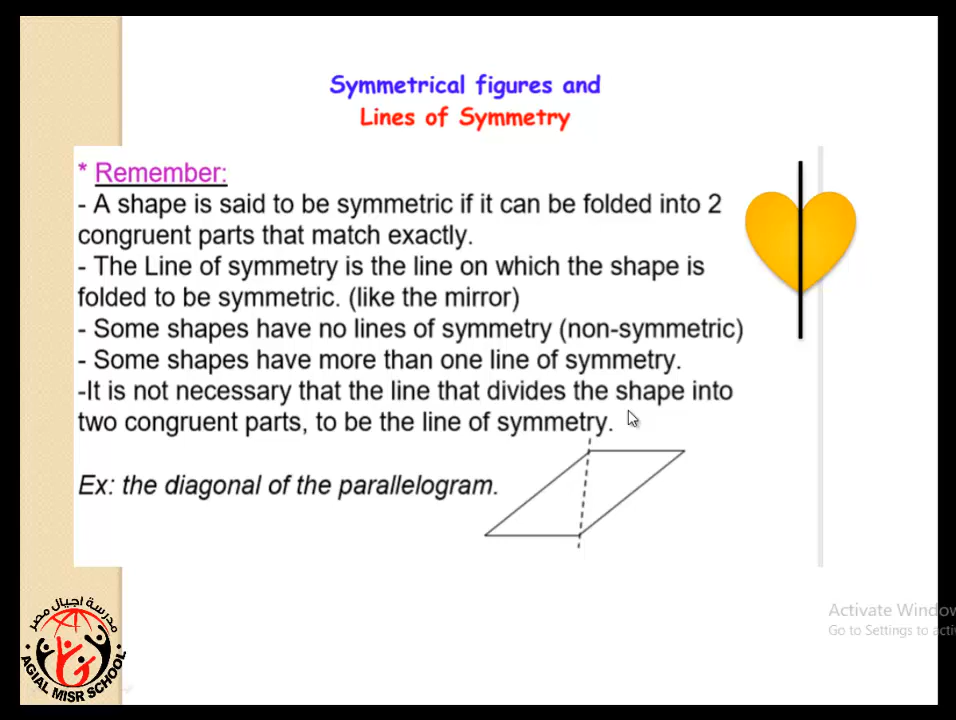 Symmetrical figures and
Lines of Symmetry
* Remember:
- A shape is said to be symmetric if it can be folded into 2
congruent parts that match exactly.
- The Line of symmetry is the line on which the shape is
folded to be symmetric. (like the mirror)
- Some shapes have no lines of symmetry (non-symmetric)
- Some shapes have more than one line of symmetry.
-It is not necessary that the line that divides the shape into
two congruent parts, to be the line of symmetry.
Ex: the diagonal of the parallelogram.
مدرسة اجيال مصر
AGIAL MISR SCHOOL
Activate Window
Go to Settings to acti